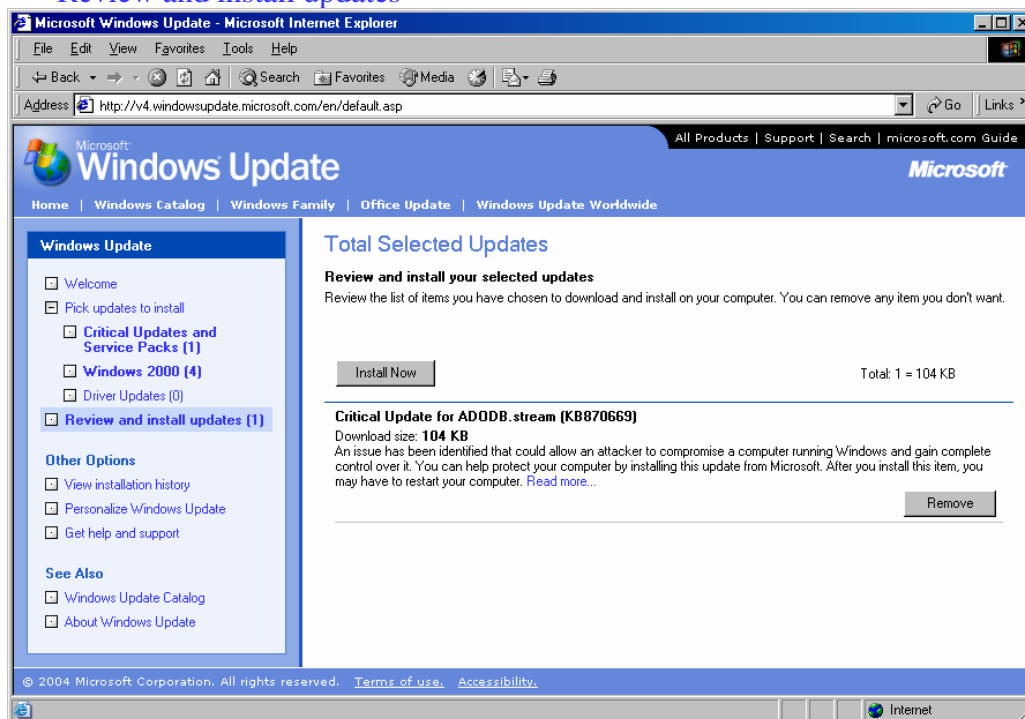 Review and install updates
Microsoft Windows Update - Microsoft Internet Explorer
File Edit View Favorites Tools Help
Back Search Favorites Media
Address http://v4.windowsupdate.microsoft.com/en/default.asp Go Links
All Products | Support | Search | microsoft.com Guide
Microsoft
Windows Update
Microsoft
Home | Windows Catalog | Windows Family | Office Update | Windows Update Worldwide
Windows Update
Welcome
Pick updates to install
Critical Updates and
Service Packs (1)
Windows 2000 (4)
Driver Updates (0)
Review and install updates (1)
Other Options
View installation history
Personalize Windows Update
Get help and support
See Also
Windows Update Catalog
About Windows Update
Total Selected Updates
Review and install your selected updates
Review the list of items you have chosen to download and install on your computer. You can remove any item you don't want.
Install Now Total: 1 = 104 KB
Critical Update for ADODB.stream (KB870669)
Download size: 104 KB
An issue has been identified that could allow an attacker to compromise a computer running Windows and gain complete
control over it. You can help protect your computer by installing this update from Microsoft. After you install this item, you
may have to restart your computer. Read more...
Remove
© 2004 Microsoft Corporation. All rights reserved. Terms of use. Accessibility.
Internet